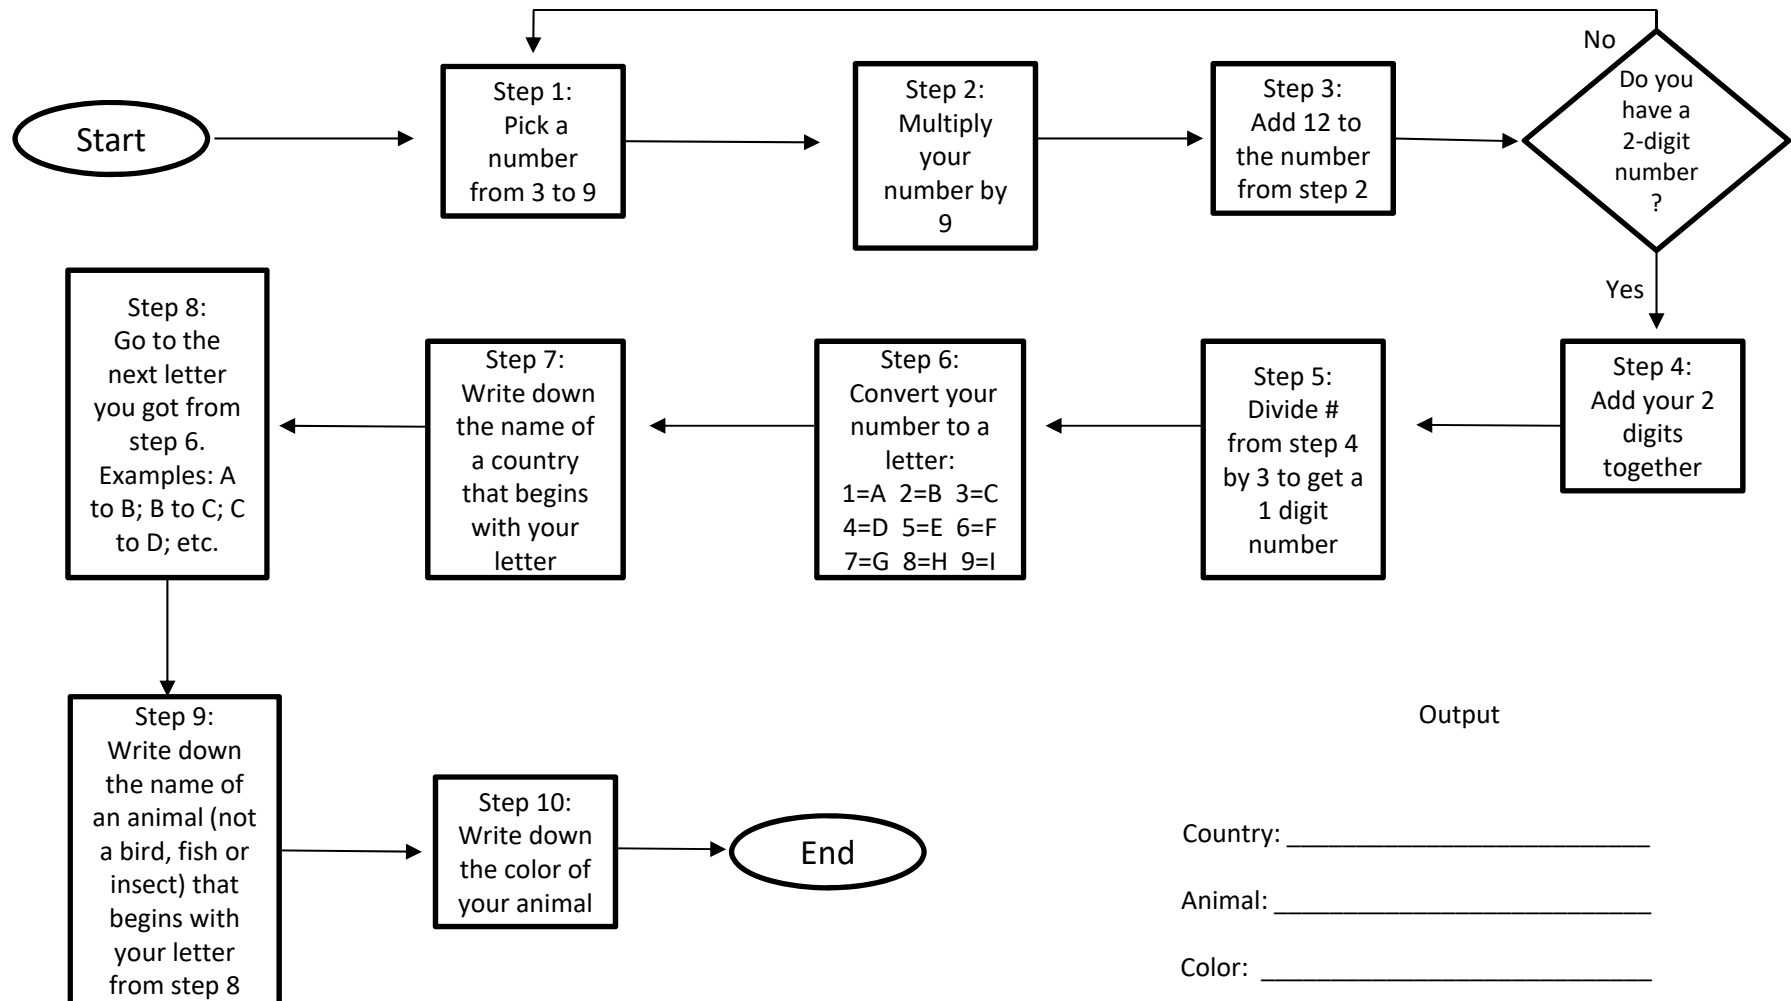 Start
Step 1:
Pick a
number
from 3 to 9
Step 2:
Multiply
your
number by
9
Step 3:
Add 12 to
the number
from step 2
No
Do you
have a
2-digit
number
?
Yes
Step 4:
Add your 2
digits
together
Step 5:
Divide #
from step 4
by 3 to get a
1 digit
number
Step 6:
Convert your
number to a
letter:
1=A 2=B 3=C
4=D 5=E 6=F
7=G 8=H 9=I
Step 7:
Write down
the name of
a country
that begins
with your
letter
Step 8:
Go to the
next letter
you got from
step 6.
Examples: A
to B; B to C; C
to D; etc.
Step 9:
Write down
the name of
an animal (not
a bird, fish or
insect) that
begins with
your letter
from step 8
Step 10:
Write down
the color of
your animal
End
Output
Country: __________________________
Animal: ___________________________
Color: ____________________________